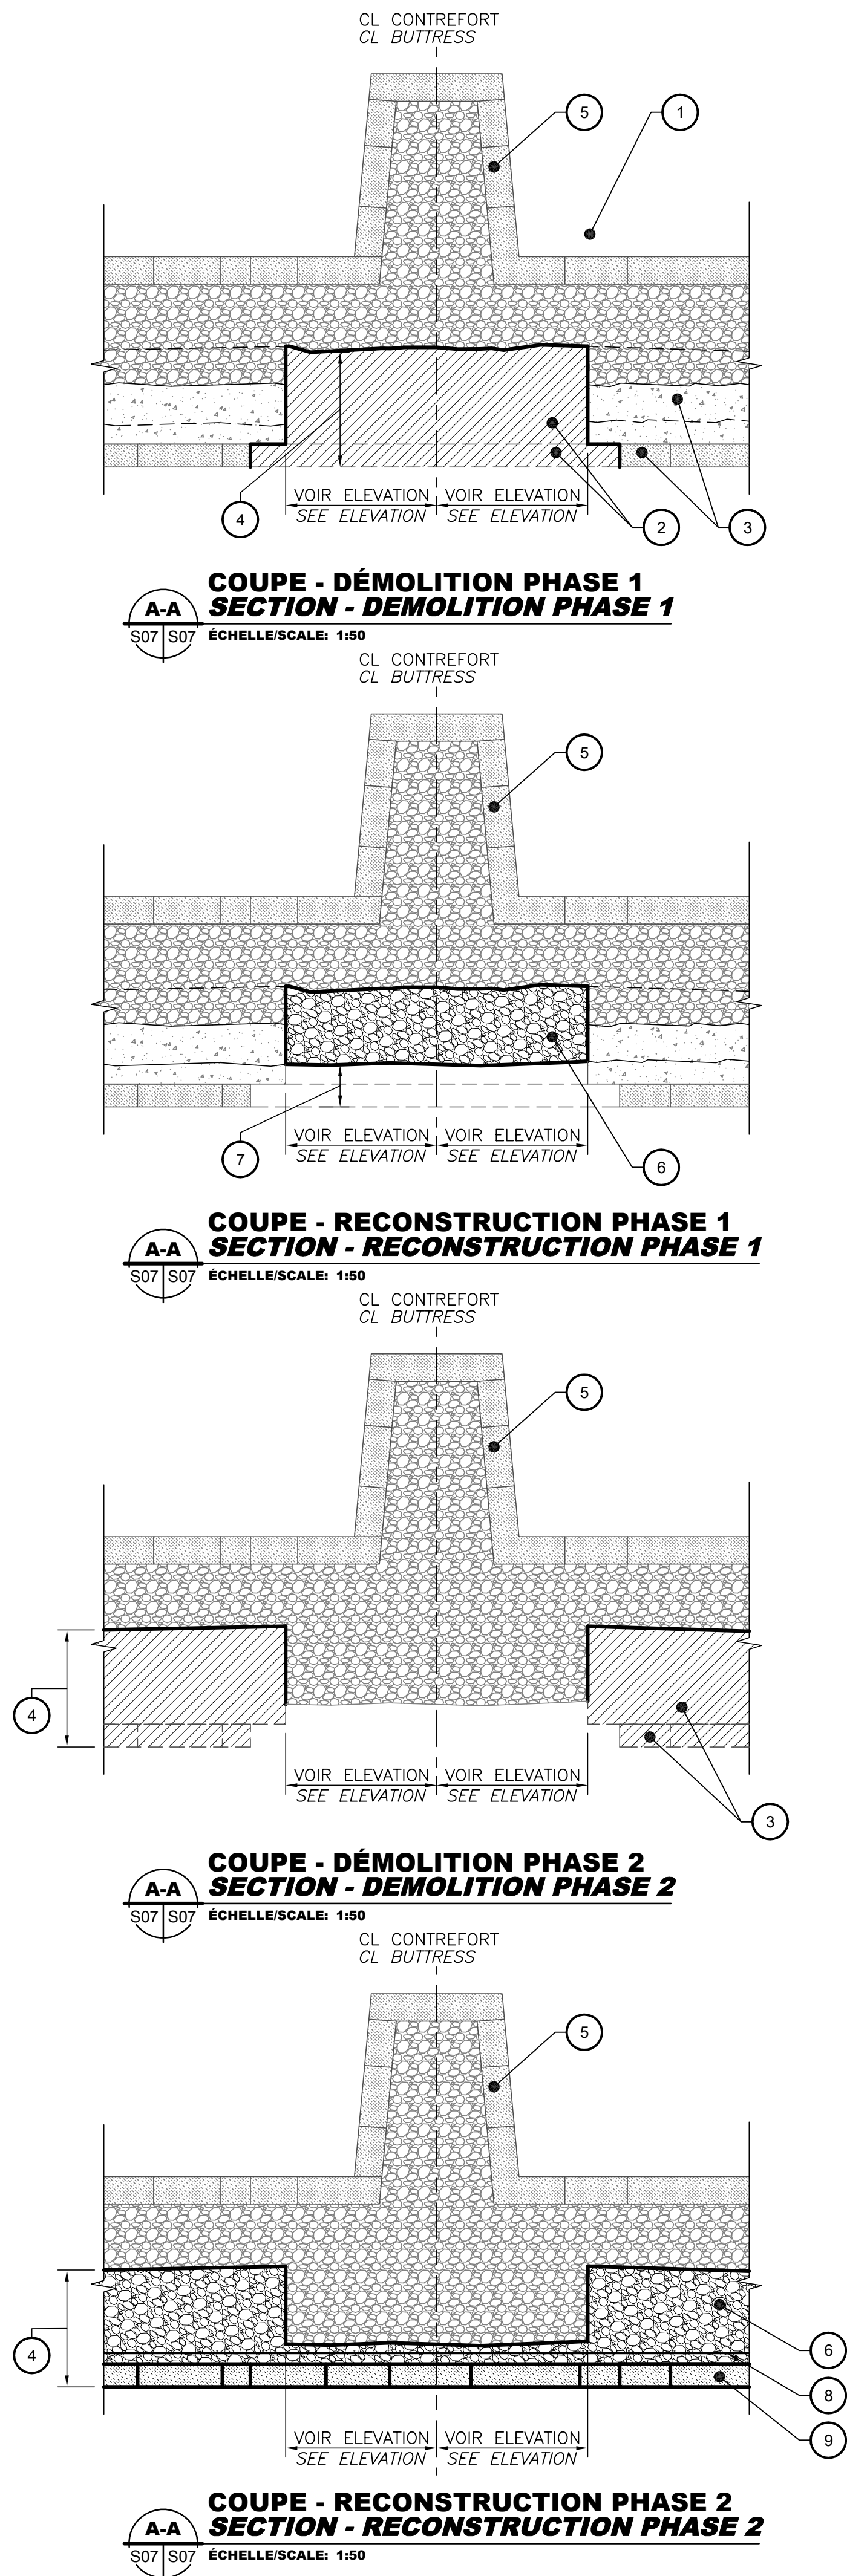 CL CONTREFORT
CL BUTTRESS
5
1
4
VOIR ELEVATION VOIR ELEVATION
SEE ELEVATION SEE ELEVATION
2
3
COUPE - DÉMOLITION PHASE 1
SECTION - DEMOLITION PHASE 1
A-A
S07 S07
ÉCHELLE/SCALE: 1:50
CL CONTREFORT
CL BUTTRESS
5
VOIR ELEVATION VOIR ELEVATION
SEE ELEVATION SEE ELEVATION
7
6
COUPE - RECONSTRUCTION PHASE 1
SECTION - RECONSTRUCTION PHASE 1
A-A
S07 S07
ÉCHELLE/SCALE: 1:50
CL CONTREFORT
CL BUTTRESS
5
4
VOIR ELEVATION VOIR ELEVATION
SEE ELEVATION SEE ELEVATION
3
COUPE - DÉMOLITION PHASE 2
SECTION - DEMOLITION PHASE 2
A-A
S07 S07
ÉCHELLE/SCALE: 1:50
CL CONTREFORT
CL BUTTRESS
5
4
6
8
9
VOIR ELEVATION VOIR ELEVATION
SEE ELEVATION SEE ELEVATION
COUPE - RECONSTRUCTION PHASE 2
SECTION - RECONSTRUCTION PHASE 2
A-A
S07 S07
ÉCHELLE/SCALE: 1:50